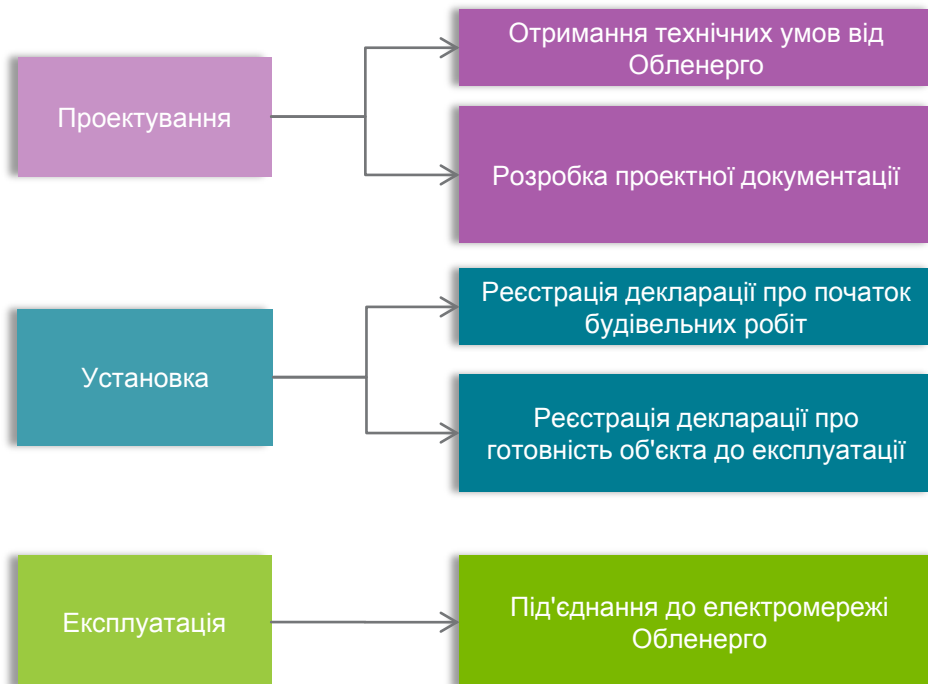 Проектування
Отримання технічних умов від
Обленерго
Розробка проектної документації
Установка
Реєстрація декларації про початок
будівельних робіт
Реєстрація декларації про
готовність об'єкта до експлуатації
Експлуатація
Під'єднання до електромережі
Обленерго